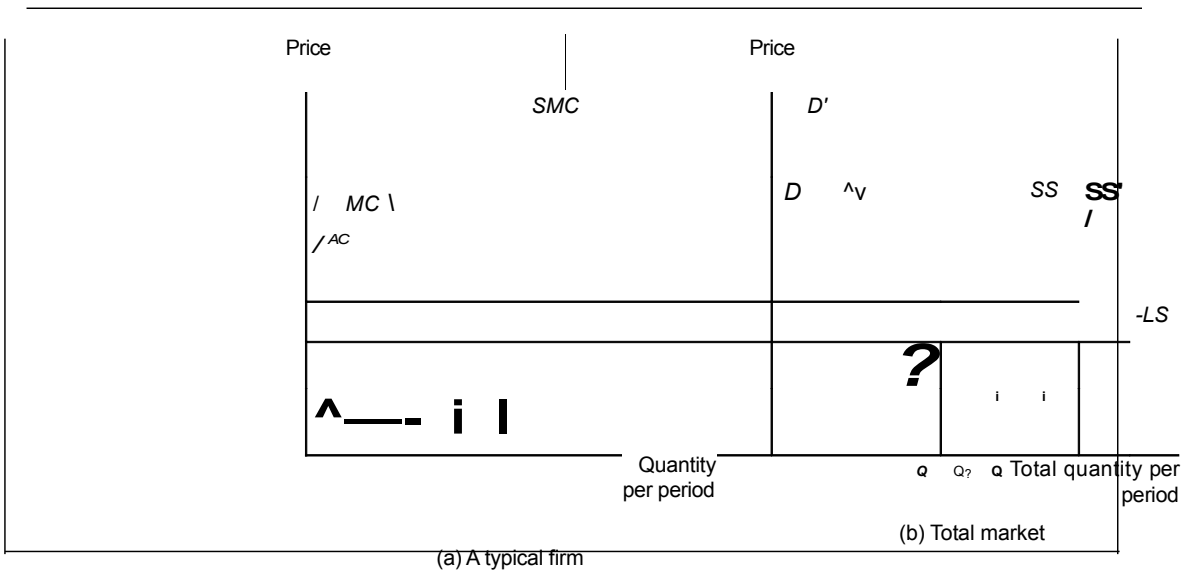 Price Price
SMC D'
D ^v SS SS'
/ MC \ /
/ AC
-LS
?
i i
^—- i l
Quantity
per period
Q Q? Q Total quantity per
period
(b) Total market
(a) A typical firm